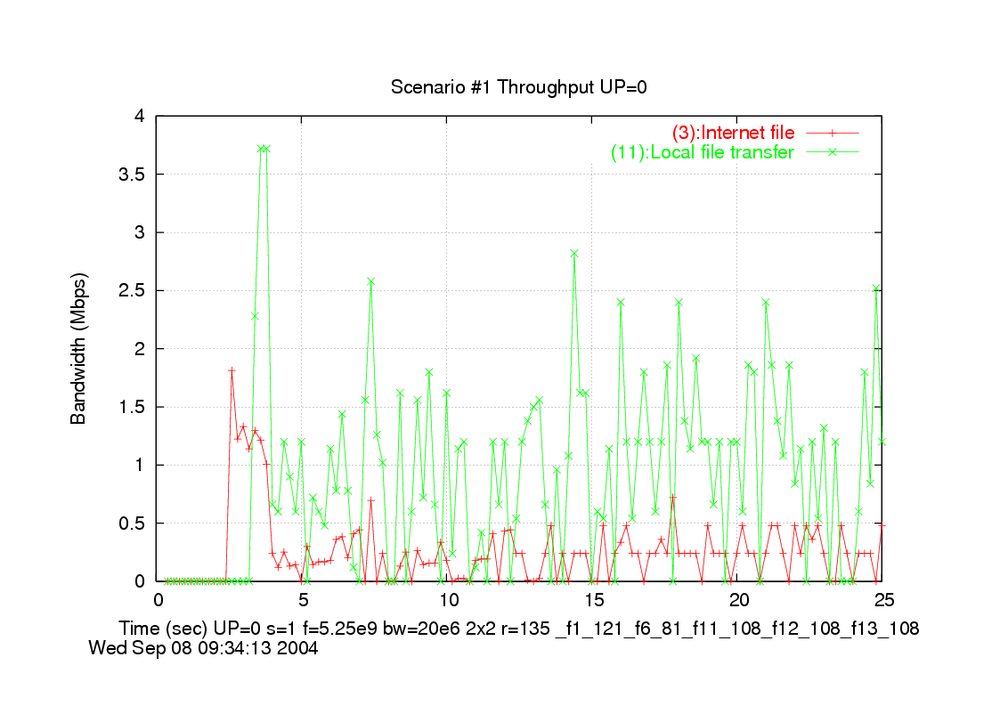 Scenario #1 Throughput UP=0
4
(3):Internet file
(11):Local file transfer
3.5
3
2.5
2
1.5
1
0.5
0
Bandwidth (Mbps)
0 5 10 15 20 25
Time (sec) UP=0 s=1 f=5.25e9 bw=20e6 2x2 r=135 _f1_121_f6_81_f11_108_f12_108_f13_108
Wed Sep 08 09:34:13 2004